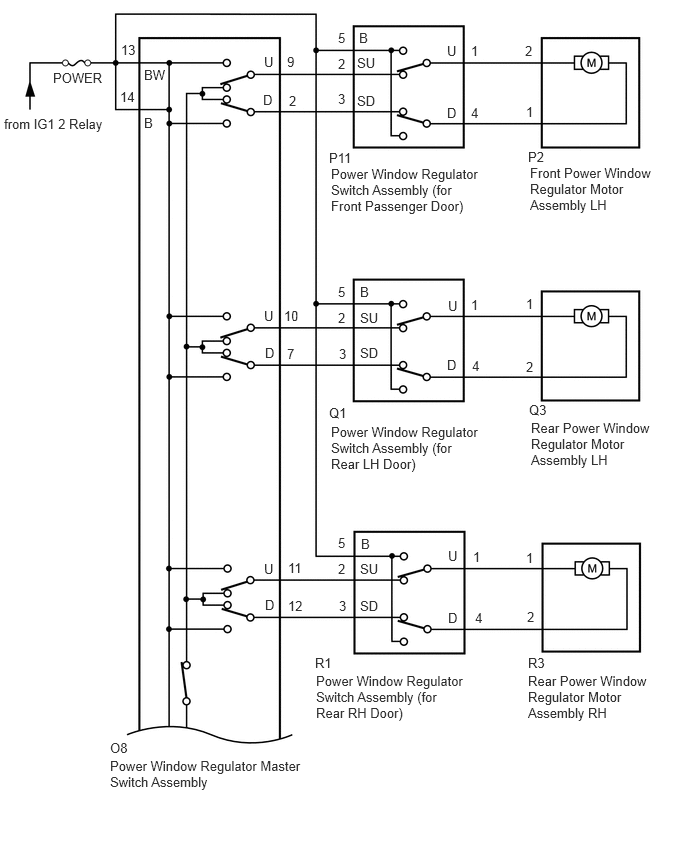 POWER
from IG1 2 Relay
13
BW
14
B
U 9
D 2
5 B
2 SU
3 SD
U 1
D 4
2
1
M
P11
Power Window Regulator
Switch Assembly (for
Front Passenger Door)
P2
Front Power Window
Regulator Motor
Assembly LH
U 10
D 7
5 B
2 SU
3 SD
U 1
D 4
1
2
M
Q1
Power Window Regulator
Switch Assembly (for
Rear LH Door)
Q3
Rear Power Window
Regulator Motor
Assembly LH
U 11
D 12
5 B
2 SU
3 SD
U 1
D 4
1
2
M
R1
Power Window Regulator
Switch Assembly (for
Rear RH Door)
R3
Rear Power Window
Regulator Motor
Assembly RH
O8
Power Window Regulator Master
Switch Assembly